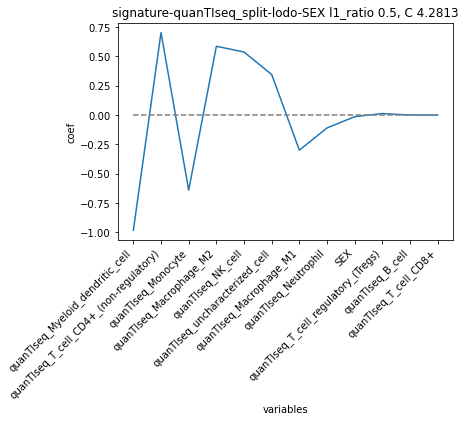 signature-quanTIseq_split-lodo-SEX l1_ratio 0.5, C 4.2813
0.75
0.50
0.25
0.00
−0.25
−0.50
−0.75
−1.00
coef
quanTIseq_Myeloid_dendritic_cell
quanTIseq_T_cell_CD4+_(non-regulatory)
quanTIseq_Monocyte
quanTIseq_Macrophage_M2
quanTIseq_NK_cell
quanTIseq_uncharacterized_cell
quanTIseq_Macrophage_M1
quanTIseq_Neutrophil
SEX
quanTIseq_T_cell_regulatory_(Tregs)
quanTIseq_B_cell
quanTIseq_T_cell_CD8+
variables